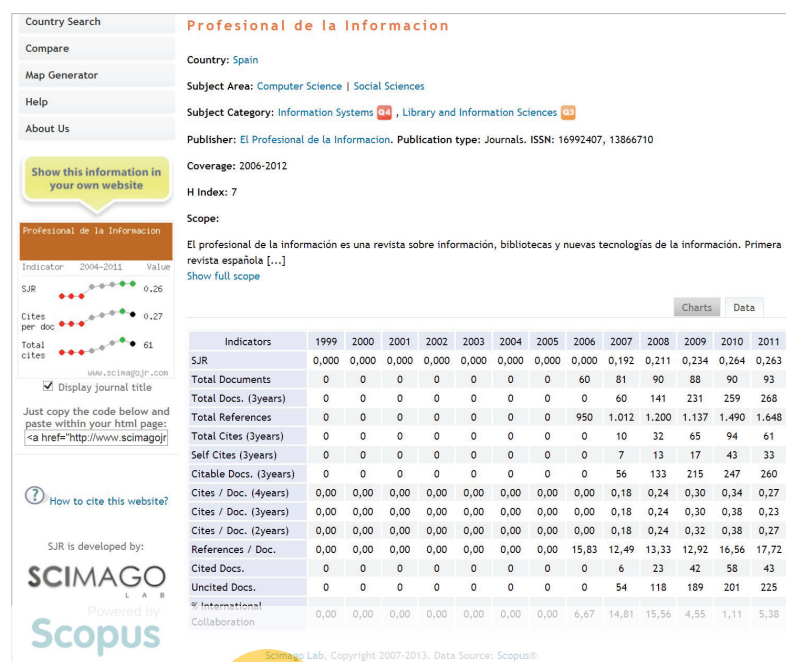 Country Search
Compare
Map Generator
Help
About Us
Show this information in
your own website
Profesional de la Informacion
Indicator 2004-2011 Value
SJR 0.26
Cites
per doc 0.27
Total
cites 61
www.scimagojr.com
Display journal title
Just copy the code below and
paste within your html page:
<a href="http://www.scimagojr
How to cite this website?
SJR is developed by:
SCIMAGO
LAB
Powered by
Scopus
Profesional de la Informacion
Country: Spain
Subject Area: Computer Science | Social Sciences
Subject Category: Information Systems Q4 , Library and Information Sciences Q3
Publisher: El Profesional de la Informacion. Publication type: Journals. ISSN: 16992407, 13866710
Coverage: 2006-2012
H Index: 7
Scope:
El profesional de la información es una revista sobre información, bibliotecas y nuevas tecnologías de la información. Primera
revista española [...]
Show full scope
Charts Data
Indicators 1999 2000 2001 2002 2003 2004 2005 2006 2007 2008 2009 2010 2011
SJR 0,000 0,000 0,000 0,000 0,000 0,000 0,000 0,000 0,192 0,211 0,234 0,264 0,263
Total Documents 0 0 0 0 0 0 0 60 81 90 88 90 93
Total Docs. (3years) 0 0 0 0 0 0 0 0 60 141 231 259 268
Total References 0 0 0 0 0 0 0 950 1.012 1.200 1.137 1.490 1.648
Total Cites (3years) 0 0 0 0 0 0 0 0 10 32 65 94 61
Self Cites (3years) 0 0 0 0 0 0 0 0 7 13 17 43 33
Citable Docs. (3years) 0 0 0 0 0 0 0 0 56 133 215 247 260
Cites / Doc. (4years) 0,00 0,00 0,00 0,00 0,00 0,00 0,00 0,00 0,18 0,24 0,30 0,34 0,27
Cites / Doc. (3years) 0,00 0,00 0,00 0,00 0,00 0,00 0,00 0,00 0,18 0,24 0,30 0,38 0,23
Cites / Doc. (2years) 0,00 0,00 0,00 0,00 0,00 0,00 0,00 0,00 0,18 0,24 0,32 0,38 0,27
References / Doc. 0,00 0,00 0,00 0,00 0,00 0,00 0,00 15,83 12,49 13,33 12,92 16,56 17,72
Cited Docs. 0 0 0 0 0 0 0 0 6 23 42 58 43
Uncited Docs. 0 0 0 0 0 0 0 0 54 118 189 201 225
% International
Collaboration 0,00 0,00 0,00 0,00 0,00 0,00 0,00 6,67 14,81 15,56 4,55 1,11 5,38
Scimago Lab, Copyright 2007-2013. Data Source: Scopus®